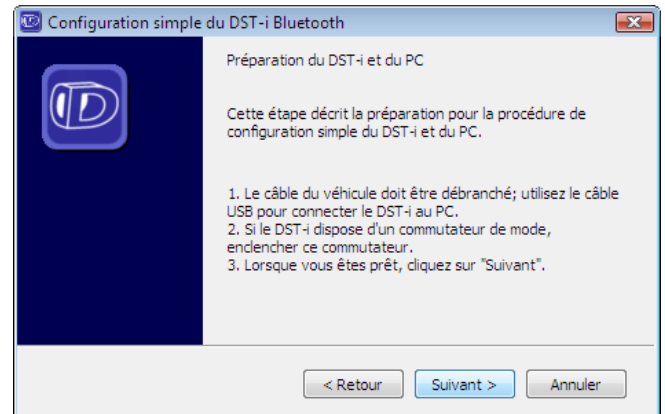 Configuration simple du DST-i Bluetooth
Préparation du DST-i et du PC
Cette étape décrit la préparation pour la procédure de
configuration simple du DST-i et du PC.
1. Le câble du véhicule doit être débranché; utilisez le câble
USB pour connecter le DST-i au PC.
2. Si le DST-i dispose d'un commutateur de mode,
enclencher ce commutateur.
3. Lorsque vous êtes prêt, cliquez sur "Suivant".
< Retour
Suivant >
Annuler